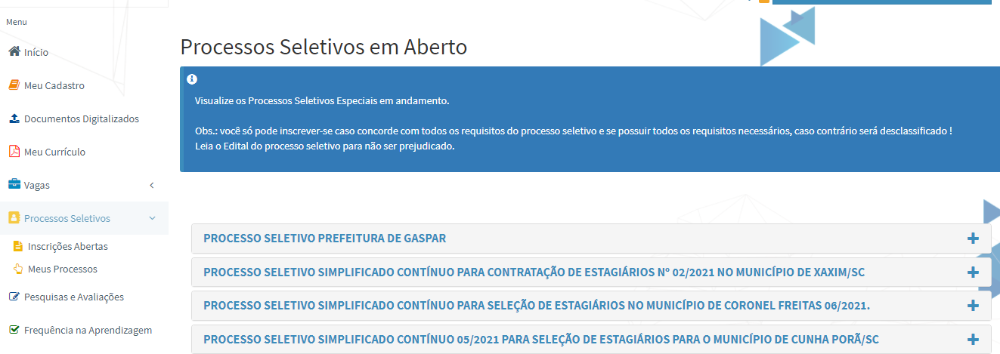 Menu
Início
Meu Cadastro
Documentos Digitalizados
Meu Currículo
Vagas
Processos Seletivos
Inscrições Abertas
Meus Processos
Pesquisas e Avaliações
Frequência na Aprendizagem
Processos Seletivos em Aberto
Visualize os Processos Seletivos Especiais em andamento.
Obs.: você só pode inscrever-se caso concorde com todos os requisitos do processo seletivo e se possuir todos os requisitos necessários, caso contrário será desclassificado !
Leia o Edital do processo seletivo para não ser prejudicado.
PROCESSO SELETIVO PREFEITURA DE GASPAR
PROCESSO SELETIVO SIMPLIFICADO CONTÍNUO PARA CONTRATAÇÃO DE ESTAGIÁRIOS Nº 02/2021 NO MUNICÍPIO DE XAXIM/SC
PROCESSO SELETIVO SIMPLIFICADO CONTÍNUO PARA SELEÇÃO DE ESTAGIÁRIOS NO MUNICÍPIO DE CORONEL FREITAS 06/2021.
PROCESSO SELETIVO SIMPLIFICADO CONTÍNUO 05/2021 PARA SELEÇÃO DE ESTAGIÁRIOS PARA O MUNICÍPIO DE CUNHA PORÃ/SC